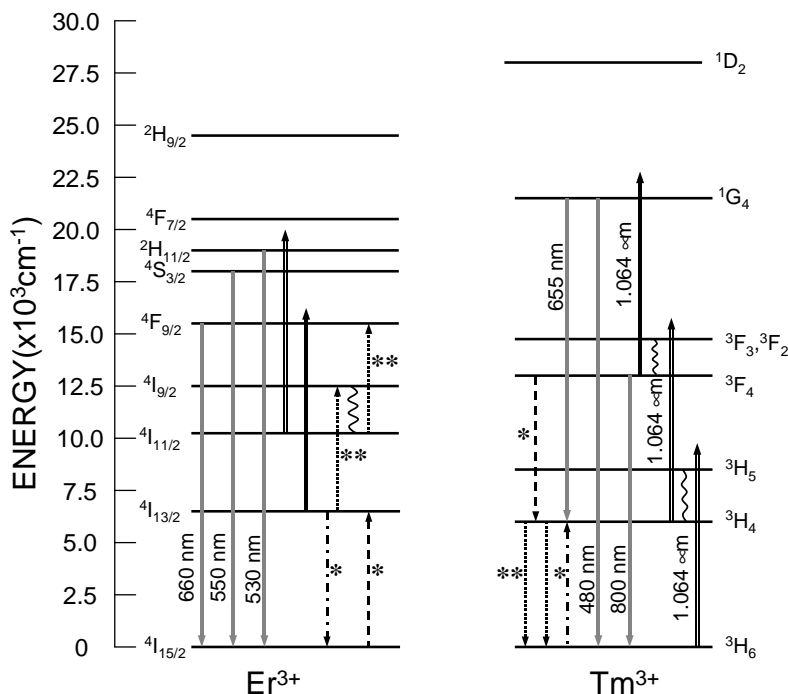 ENERGY(x10³cm⁻¹)
30.0
27.5
25.0
22.5
20.0
17.5
15.0
12.5
10.0
7.5
5.0
2.5
0
²H₉/₂
⁴F₇/₂
²H₁₁/₂
⁴S₃/₂
⁴F₉/₂
⁴I₉/₂
⁴I₁₁/₂
⁴I₁₃/₂
⁴I₁₅/₂
660 nm
550 nm
530 nm
**
**
*
*
Er³⁺
¹D₂
¹G₄
³F₃,³F₂
³F₄
³H₅
³H₄
³H₆
655 nm
1.064 ∝m
1.064 ∝m
1.064 ∝m
*
**
*
480 nm
800 nm
Tm³⁺